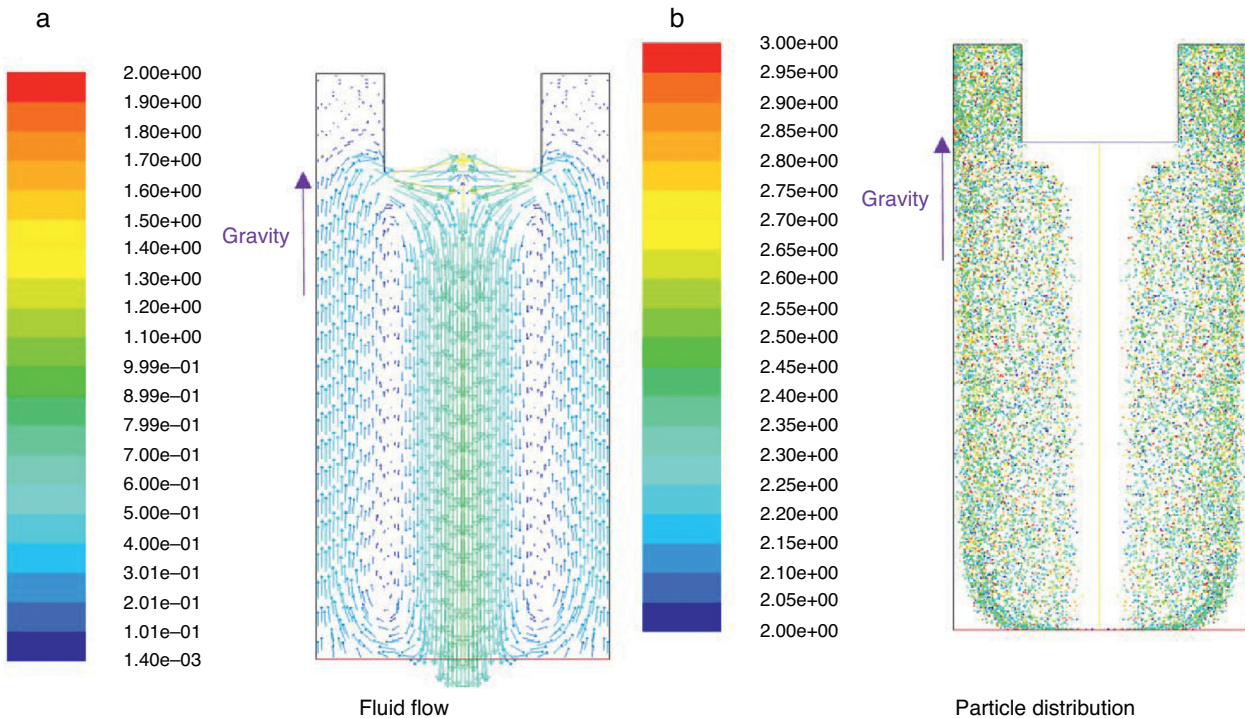 a
2.00e+00
1.90e+00
1.80e+00
1.70e+00
1.60e+00
1.50e+00
1.40e+00
1.30e+00
1.20e+00
1.10e+00
9.99e–01
8.99e–01
7.99e–01
7.00e–01
6.00e–01
5.00e–01
4.00e–01
3.01e–01
2.01e–01
1.01e–01
1.40e–03
Gravity
Fluid flow
b
3.00e+00
2.95e+00
2.90e+00
2.85e+00
2.80e+00
2.75e+00
2.70e+00
2.65e+00
2.60e+00
2.55e+00
2.50e+00
2.45e+00
2.40e+00
2.35e+00
2.30e+00
2.25e+00
2.20e+00
2.15e+00
2.10e+00
2.05e+00
2.00e+00
Gravity
Particle distribution